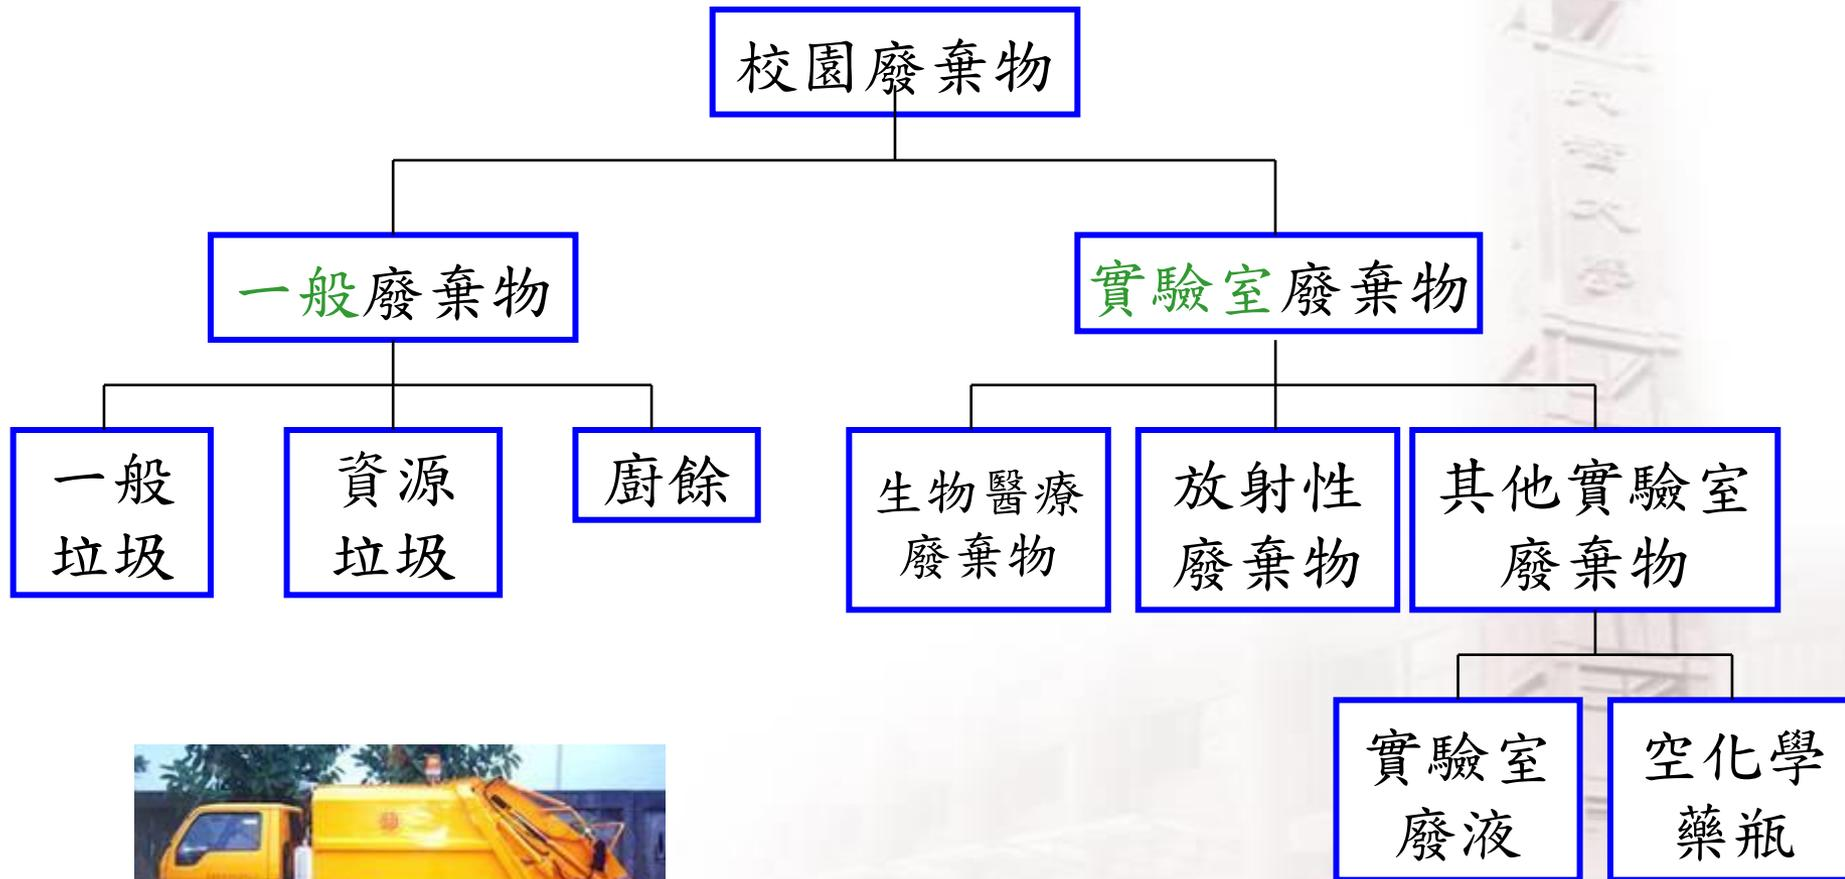 校園廢棄物
一般廢棄物
實驗室廢棄物
一般
垃圾
資源
垃圾
廚餘
生物醫療
廢棄物
放射性
廢棄物
其他實驗室
廢棄物
實驗室
廢液
空化學
藥瓶